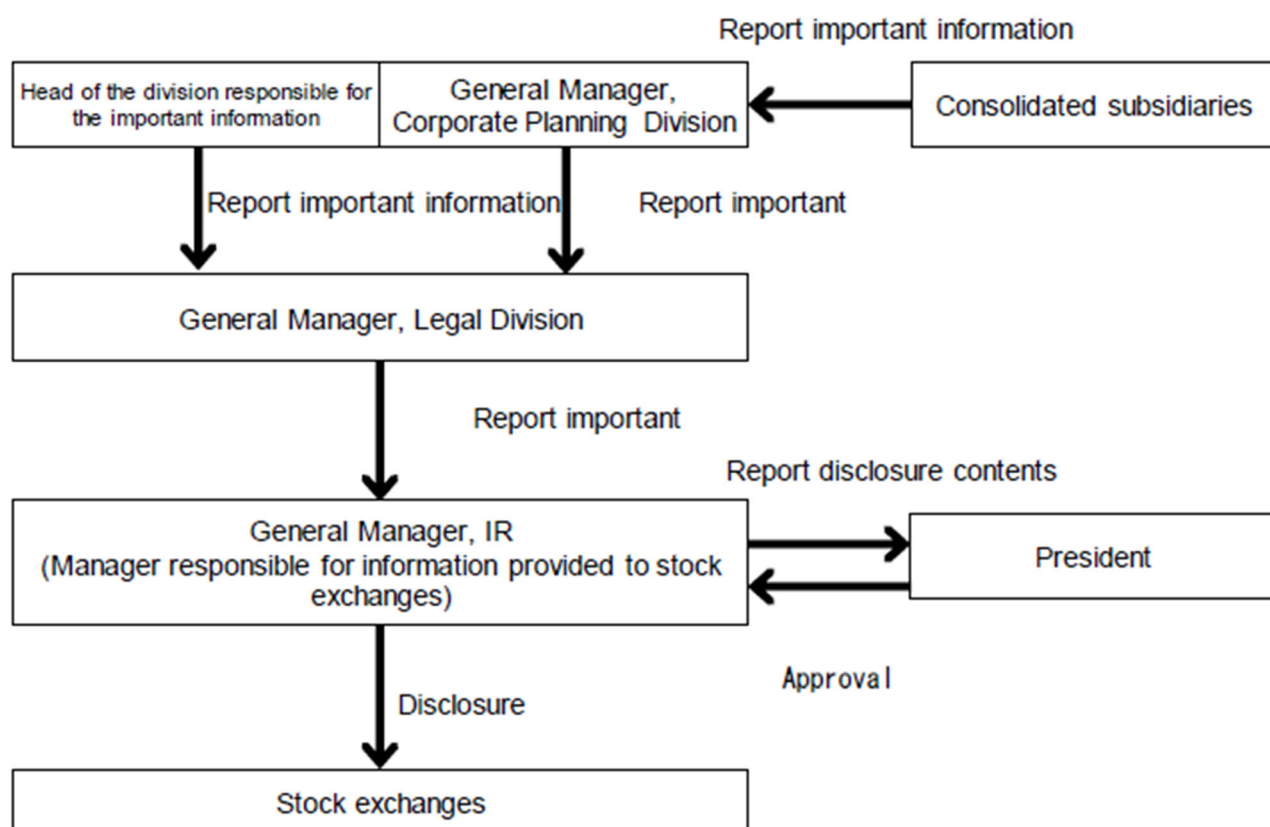 Report important information
Head of the division responsible for
the important information
General Manager,
Corporate Planning Division
Consolidated subsidiaries
Report important information
Report important
General Manager, Legal Division
Report important
Report disclosure contents
General Manager, IR
(Manager responsible for information provided to stock
exchanges)
President
Approval
Disclosure
Stock exchanges